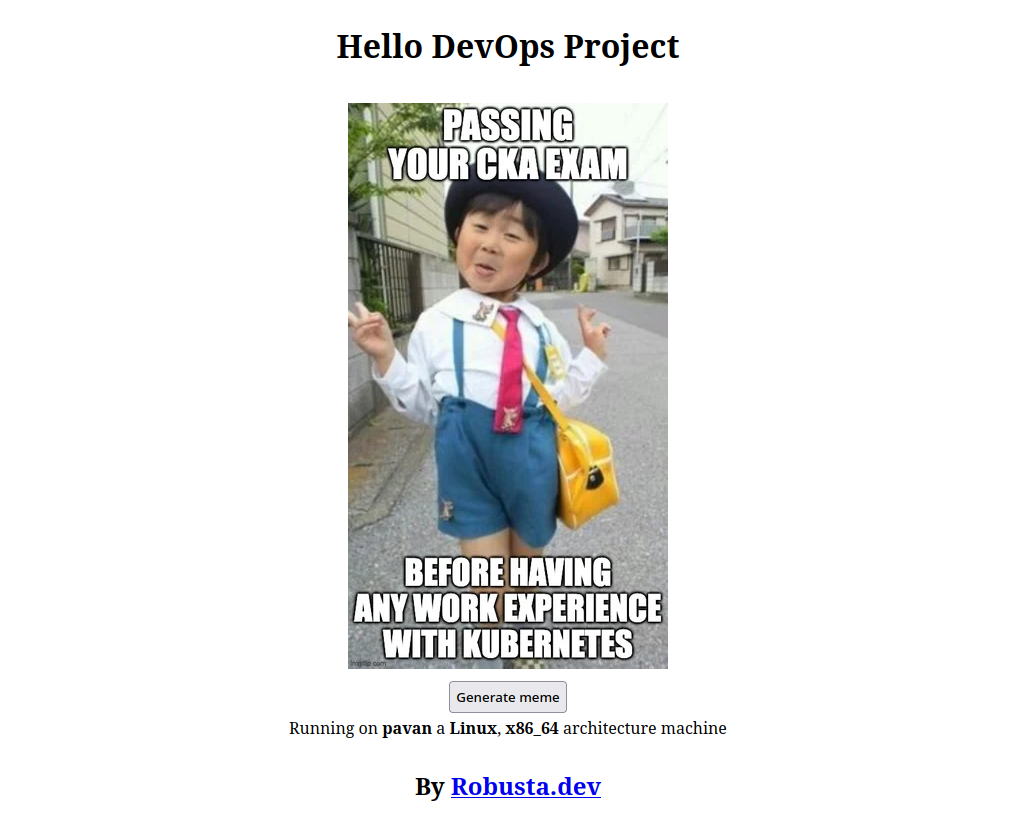 Hello DevOps Project
PASSING
YOUR CKA EXAM
BEFORE HAVING
ANY WORK EXPERIENCE
WITH KUBERNETES
imgflip.com
Generate meme
Running on pavan a Linux, x86_64 architecture machine
By Robusta.dev